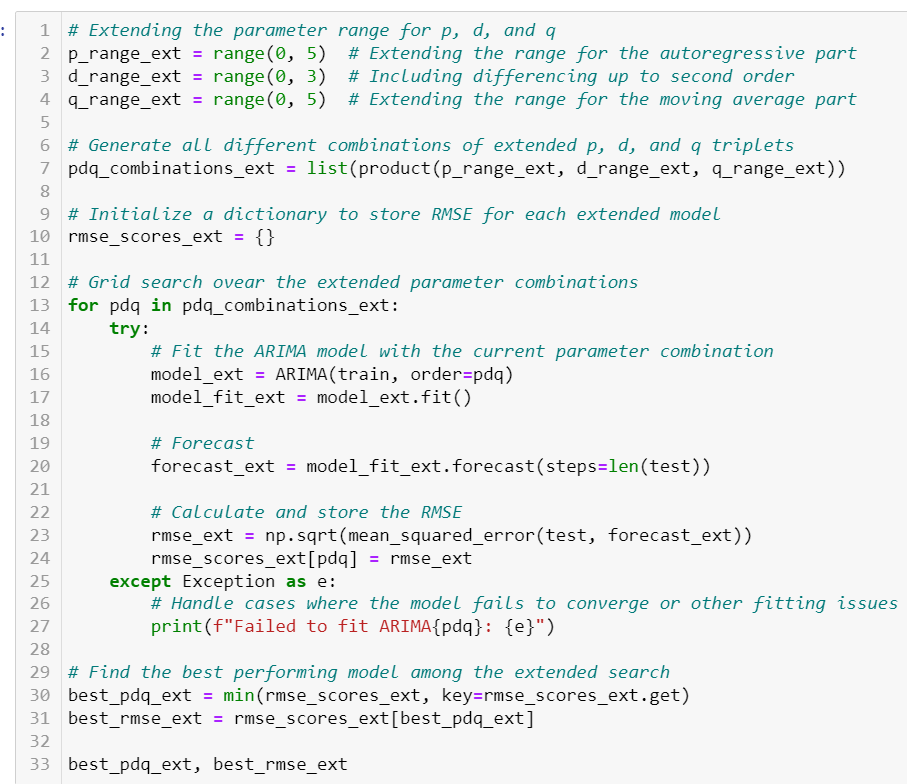 :
1 # Extending the parameter range for p, d, and q
2 p_range_ext = range(0, 5)  # Extending the range for the autoregressive part
3 d_range_ext = range(0, 3)  # Including differencing up to second order
4 q_range_ext = range(0, 5)  # Extending the range for the moving average part
5
6 # Generate all different combinations of extended p, d, and q triplets
7 pdq_combinations_ext = list(product(p_range_ext, d_range_ext, q_range_ext))
8
9 # Initialize a dictionary to store RMSE for each extended model
10 rmse_scores_ext = {}
11
12 # Grid search ovear the extended parameter combinations
13 for pdq in pdq_combinations_ext:
14     try:
15         # Fit the ARIMA model with the current parameter combination
16         model_ext = ARIMA(train, order=pdq)
17         model_fit_ext = model_ext.fit()
18
19         # Forecast
20         forecast_ext = model_fit_ext.forecast(steps=len(test))
21
22         # Calculate and store the RMSE
23         rmse_ext = np.sqrt(mean_squared_error(test, forecast_ext))
24         rmse_scores_ext[pdq] = rmse_ext
25     except Exception as e:
26         # Handle cases where the model fails to converge or other fitting issues
27         print(f"Failed to fit ARIMA{pdq}: {e}")
28
29 # Find the best performing model among the extended search
30 best_pdq_ext = min(rmse_scores_ext, key=rmse_scores_ext.get)
31 best_rmse_ext = rmse_scores_ext[best_pdq_ext]
32
33 best_pdq_ext, best_rmse_ext